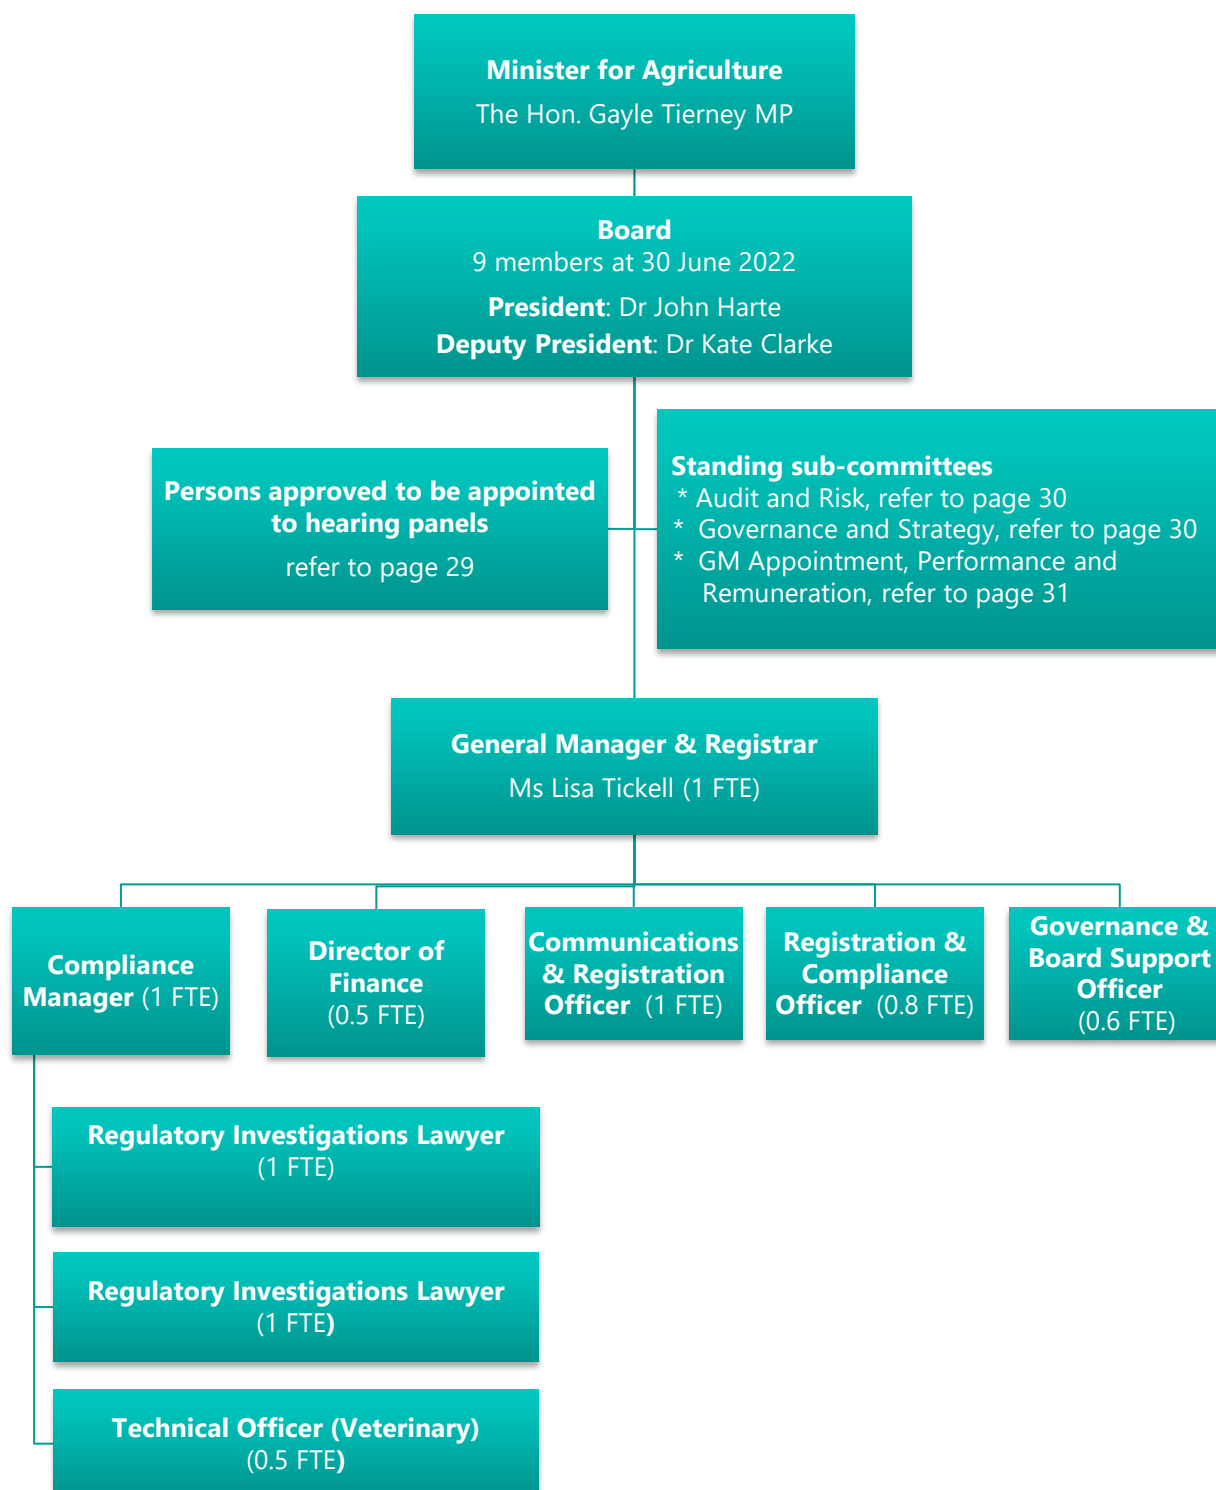 Minister for Agriculture
The Hon. Gayle Tierney MP
Board
9 members at 30 June 2022
President: Dr John Harte
Deputy President: Dr Kate Clarke
Persons approved to be appointed
to hearing panels
refer to page 29
Standing sub-committees
* Audit and Risk, refer to page 30
* Governance and Strategy, refer to page 30
* GM Appointment, Performance and
Remuneration, refer to page 31
General Manager & Registrar
Ms Lisa Tickell (1 FTE)
Compliance
Manager (1 FTE)
Director of
Finance
(0.5 FTE)
Communications
& Registration
Officer (1 FTE)
Registration &
Compliance
Officer (0.8 FTE)
Governance &
Board Support
Officer
(0.6 FTE)
Regulatory Investigations Lawyer
(1 FTE)
Regulatory Investigations Lawyer
(1 FTE)
Technical Officer (Veterinary)
(0.5 FTE)